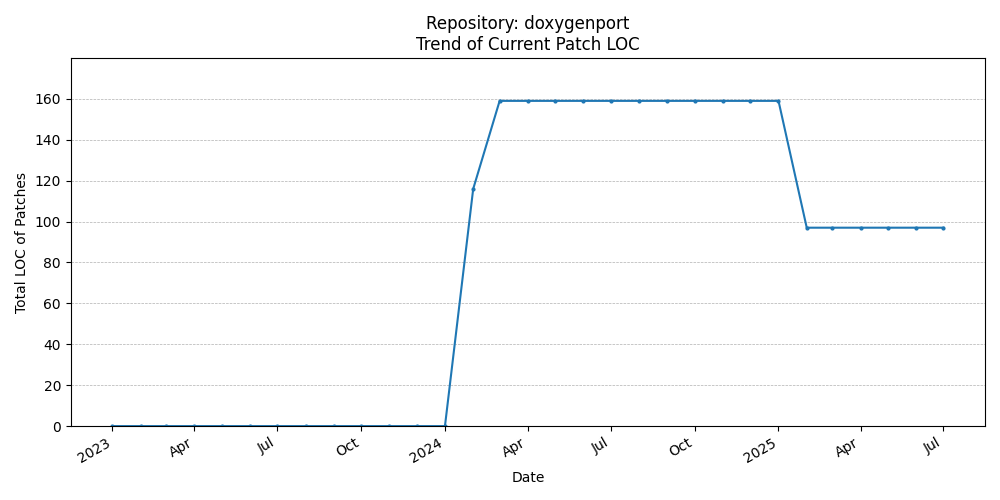 Repository: doxygenport
Trend of Current Patch LOC
Total LOC of Patches
160
140
120
100
80
60
40
20
0
2023
Apr
Jul
Oct
2024
Apr
Jul
Oct
2025
Apr
Jul
Date